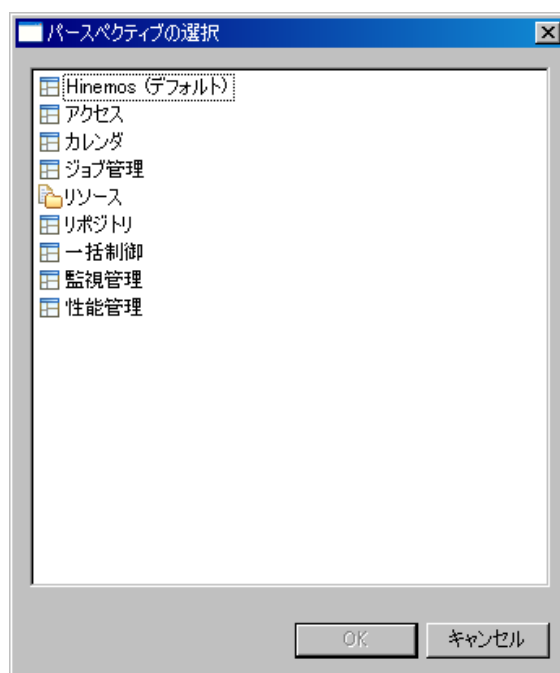 パースペクティブの選択
Hinemos (デフォルト)
アクセス
カレンダ
ジョブ管理
リソース
リポジトリ
一括制御
監視管理
性能管理
OK
キャンセル